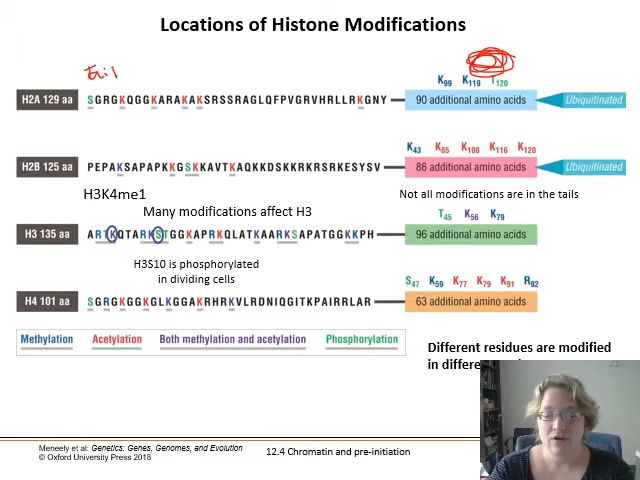 Locations of Histone Modifications
Tail
K99 K119 T120
H2A 129 aa SGRGKQGGKARAKAKSRSSRAGLQFPVGRVHRLLRKGNY 90 additional amino acids Ubiquitinated
K43 K85 K108 K116 K120
H2B 125 aa PEPAKSAPAPKKGSKKAVTKAQKKDSKKRKRSRKESYSV 86 additional amino acids Ubiquitinated
H3K4me1
Not all modifications are in the tails
Many modifications affect H3
T45 K56 K79
H3 135 aa ARTKQTARKSTGGKAPRKQLATKAARKSAPATGGKKPH 96 additional amino acids
H3S10 is phosphorylated
in dividing cells
S47 K59 K77 K79 K91 R92
H4 101 aa SGRGKGGKGLKGGAKRHRKVLRDNIQGITKPAIRRLAR 63 additional amino acids
Methylation Acetylation Both methylation and acetylation Phosphorylation
Different residues are modified
in
Meneely et al: Genetics: Genes, Genomes, and Evolution
© Oxford University Press 2018
12.4 Chromatin and pre-initiation